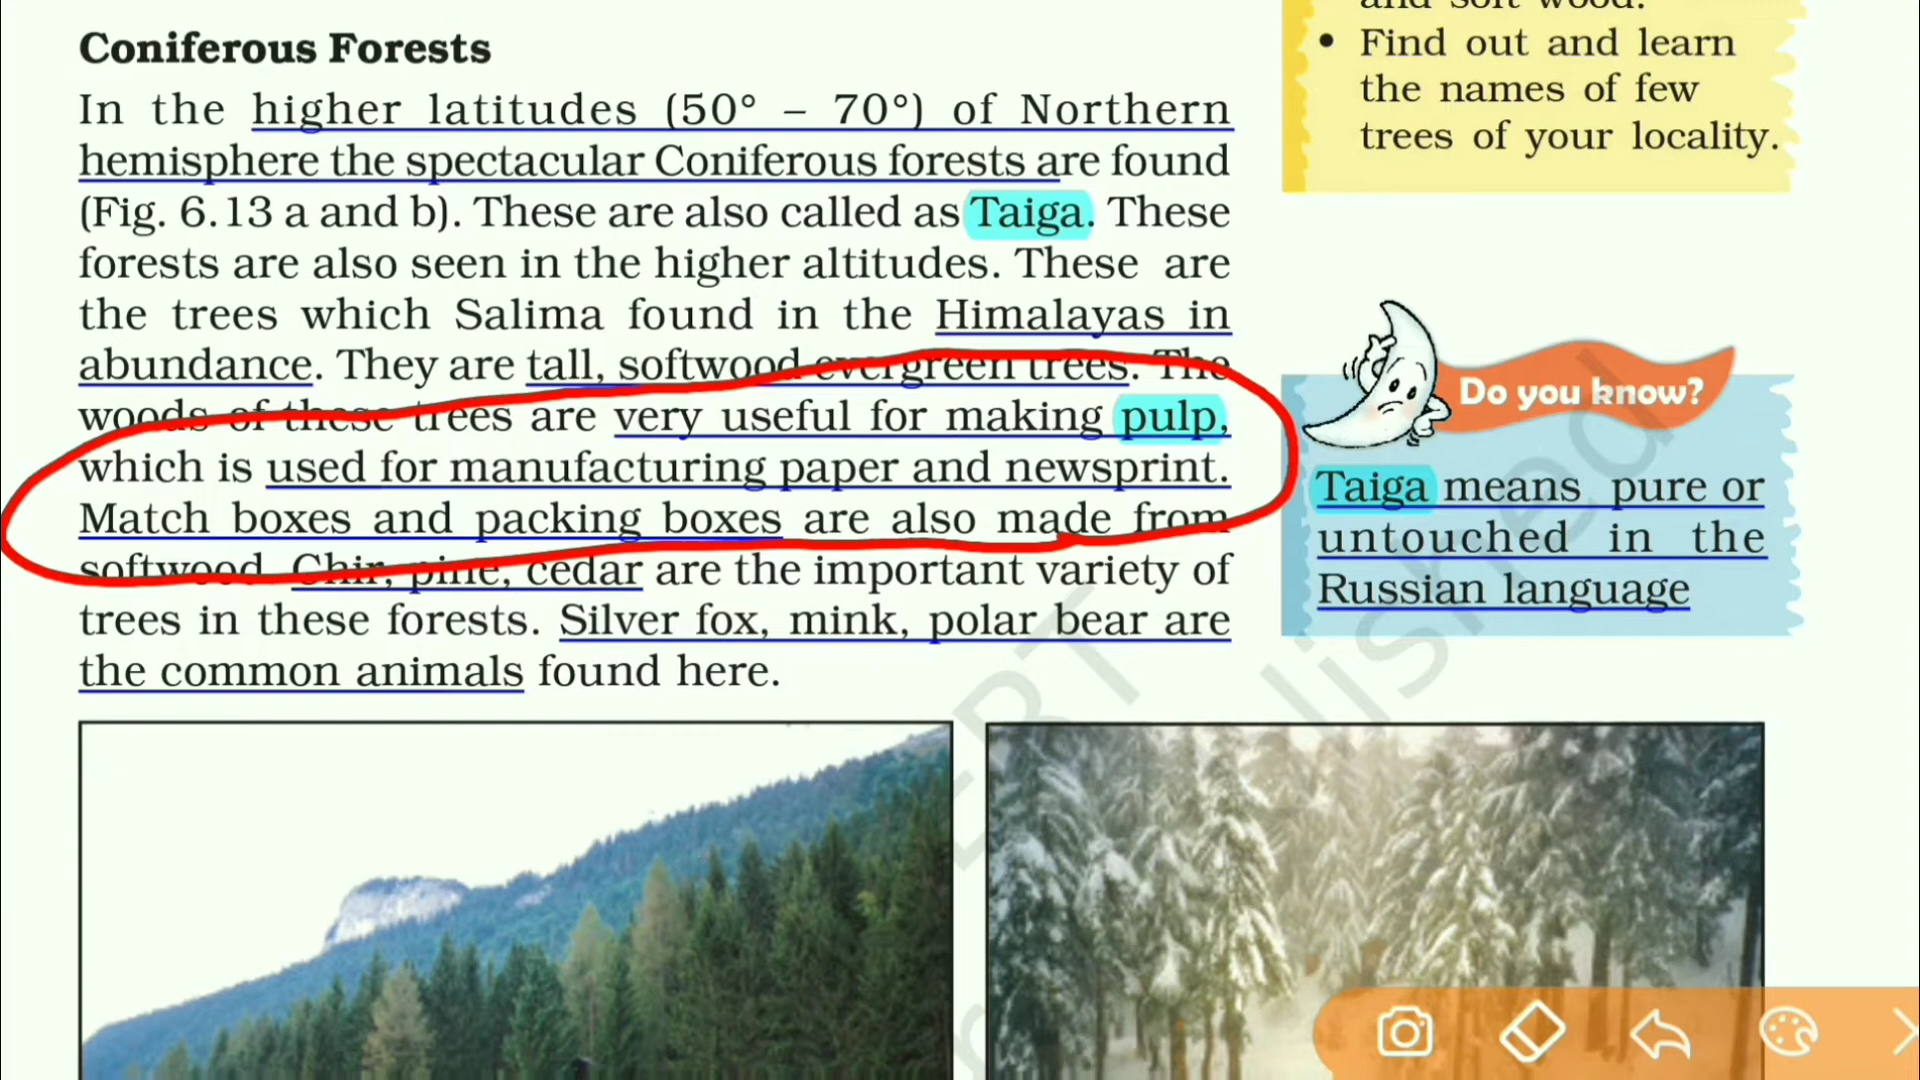 Coniferous Forests
In the higher latitudes (50° – 70°) of Northern
hemisphere the spectacular Coniferous forests are found
(Fig. 6.13 a and b). These are also called as Taiga. These
forests are also seen in the higher altitudes. These are
the trees which Salima found in the Himalayas in
abundance. They are tall, softwood evergreen trees. The
woods of these trees are very useful for making pulp,
which is used for manufacturing paper and newsprint.
Match boxes and packing boxes are also made from
softwood. Chir, pine, cedar are the important variety of
trees in these forests. Silver fox, mink, polar bear are
the common animals found here.
and soft wood.
• Find out and learn
the names of few
trees of your locality.
Do you know?
Taiga means pure or
untouched in the
Russian language